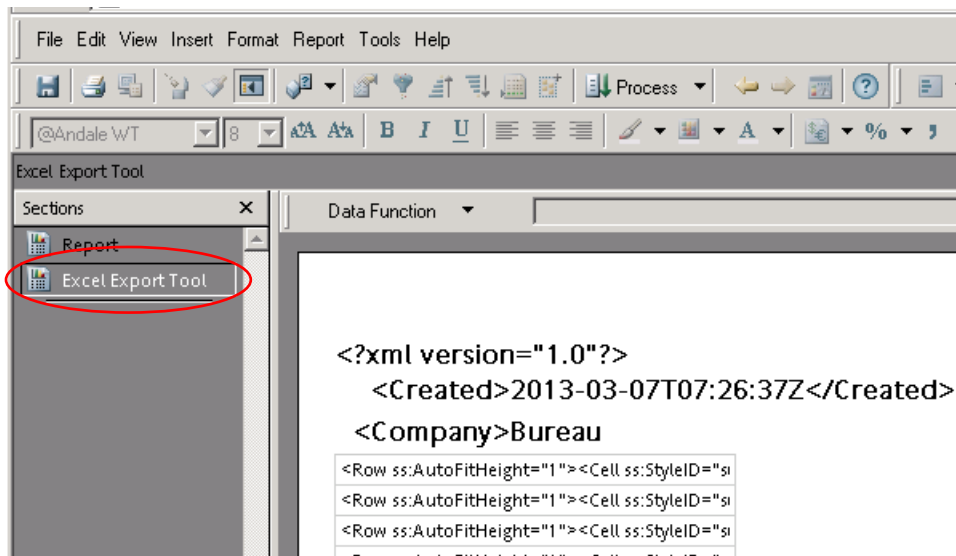 File Edit View Insert Format Report Tools Help
Process
@Andale WT 8 B I U A %
Excel Export Tool
Sections
Data Function
Report
Excel Export Tool
<?xml version="1.0"?>
<Created>2013-03-07T07:26:37Z</Created>
<Company>Bureau
<Row ss:AutoFitHeight="1"><Cell ss:StyleID="
<Row ss:AutoFitHeight="1"><Cell ss:StyleID="
<Row ss:AutoFitHeight="1"><Cell ss:StyleID="